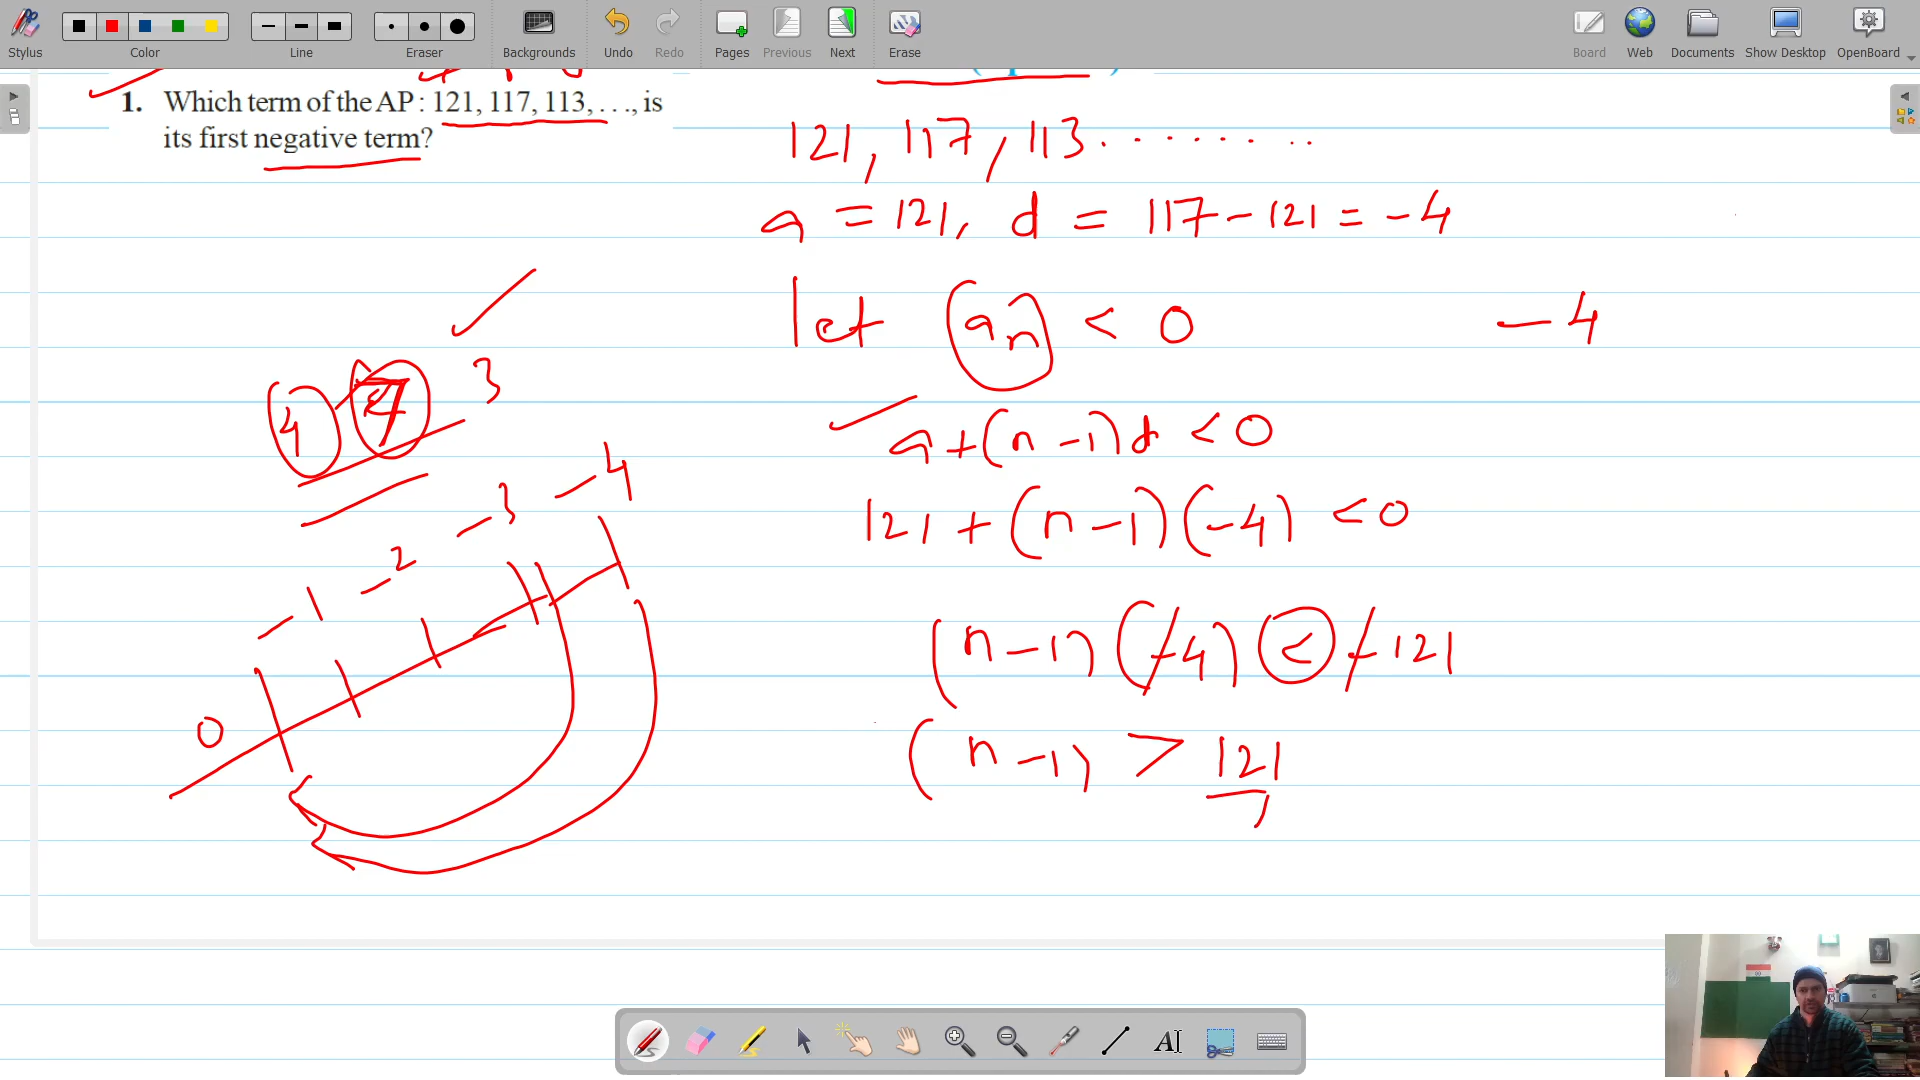 Stylus
Color
Line
Eraser
Backgrounds
Undo
Redo
Pages
Previous
Next
Erase
Board
Web
Documents
Show Desktop
OpenBoard
1. Which term of the AP : 121, 117, 113, . . ., is
its first negative term?
121, 117, 113 . . . . . . . .
a = 121, d = 117 - 121 = -4
let an < 0
-4
a + (n - 1) d < 0
121 + (n - 1)(-4) < 0
(n - 1)(-4) < -121
(n - 1) > 121
4
3
-1 -2 -3 -4
0